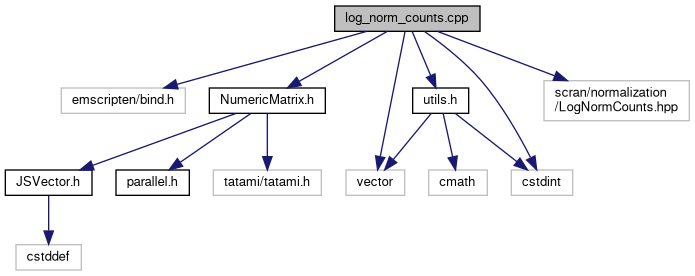 log_norm_counts.cpp
emscripten/bind.h
NumericMatrix.h
utils.h
scran/normalization
/LogNormCounts.hpp
JSVector.h
parallel.h
tatami/tatami.h
vector
cmath
cstdint
cstddef